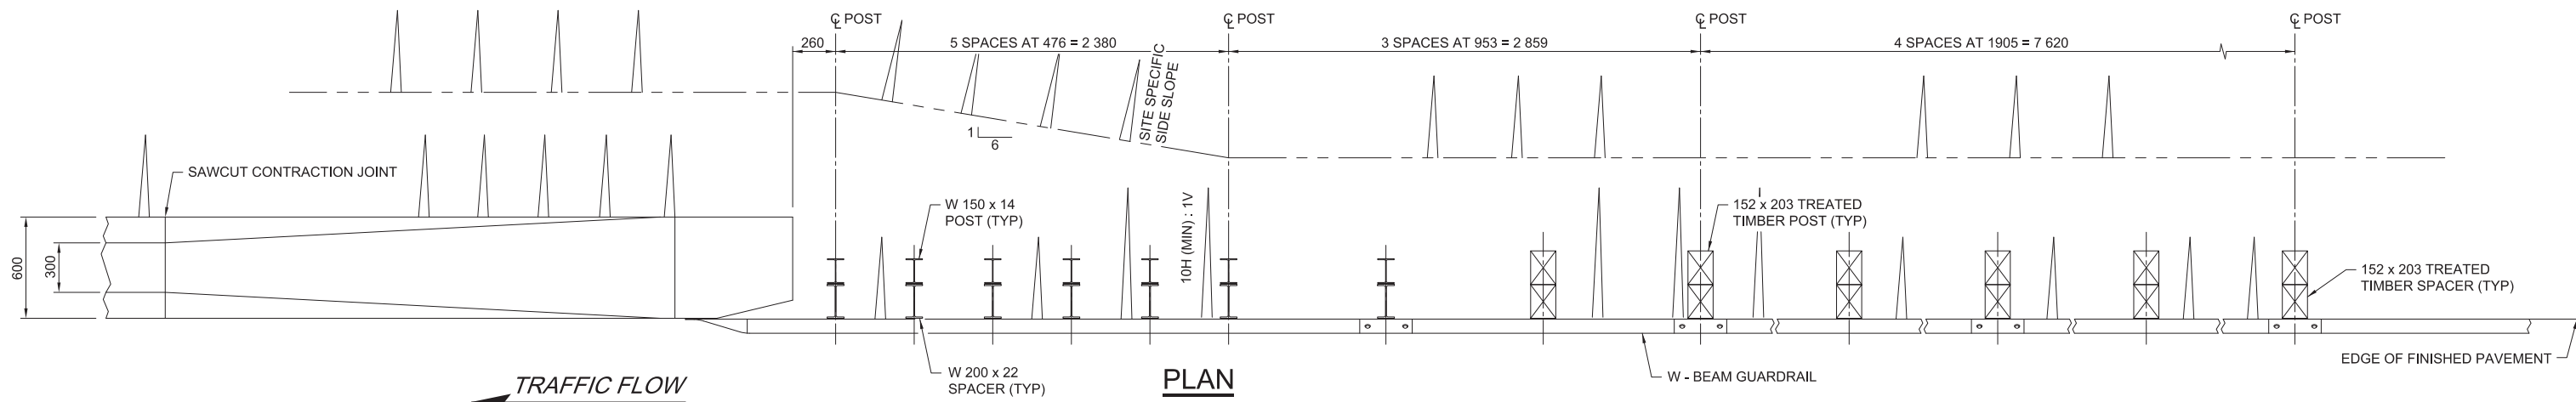 ℄ POST
℄ POST
℄ POST
℄ POST
260
5 SPACES AT 476 = 2 380
3 SPACES AT 953 = 2 859
4 SPACES AT 1905 = 7 620
SITE SPECIFIC
SIDE SLOPE
1
6
SAWCUT CONTRACTION JOINT
W 150 x 14
POST (TYP)
10H (MIN) : 1V
152 x 203 TREATED
TIMBER POST (TYP)
600
300
152 x 203 TREATED
TIMBER SPACER (TYP)
EDGE OF FINISHED PAVEMENT
W 200 x 22
SPACER (TYP)
W - BEAM GUARDRAIL
TRAFFIC FLOW
PLAN